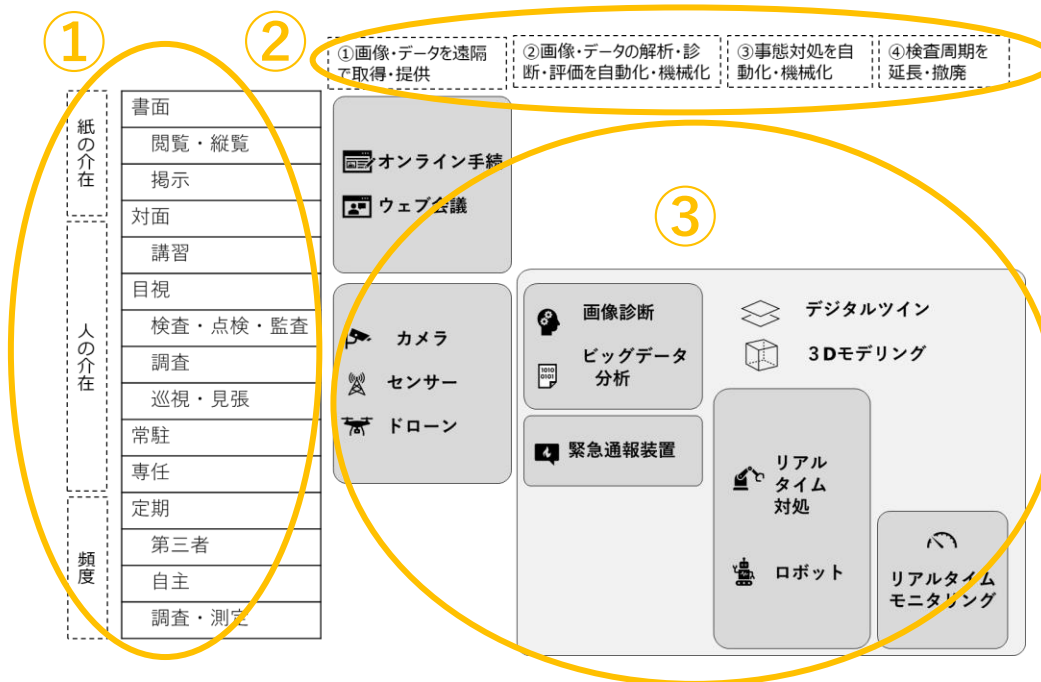 ①
②
①画像・データを遠隔
で取得・提供
②画像・データの解析・診
断・評価を自動化・機械化
③事態対処を自
動化・機械化
④検査周期を
延長・撤廃
紙の介在
書面
閲覧・縦覧
掲示
人の介在
対面
講習
目視
検査・点検・監査
調査
巡視・見張
常駐
専任
頻度
定期
第三者
自主
調査・測定
オンライン手続
ウェブ会議
③
カメラ
センサー
ドローン
画像診断
ビッグデータ
分析
緊急通報装置
デジタルツイン
3Dモデリング
リアル
タイム
対処
ロボット
リアルタイム
モニタリング